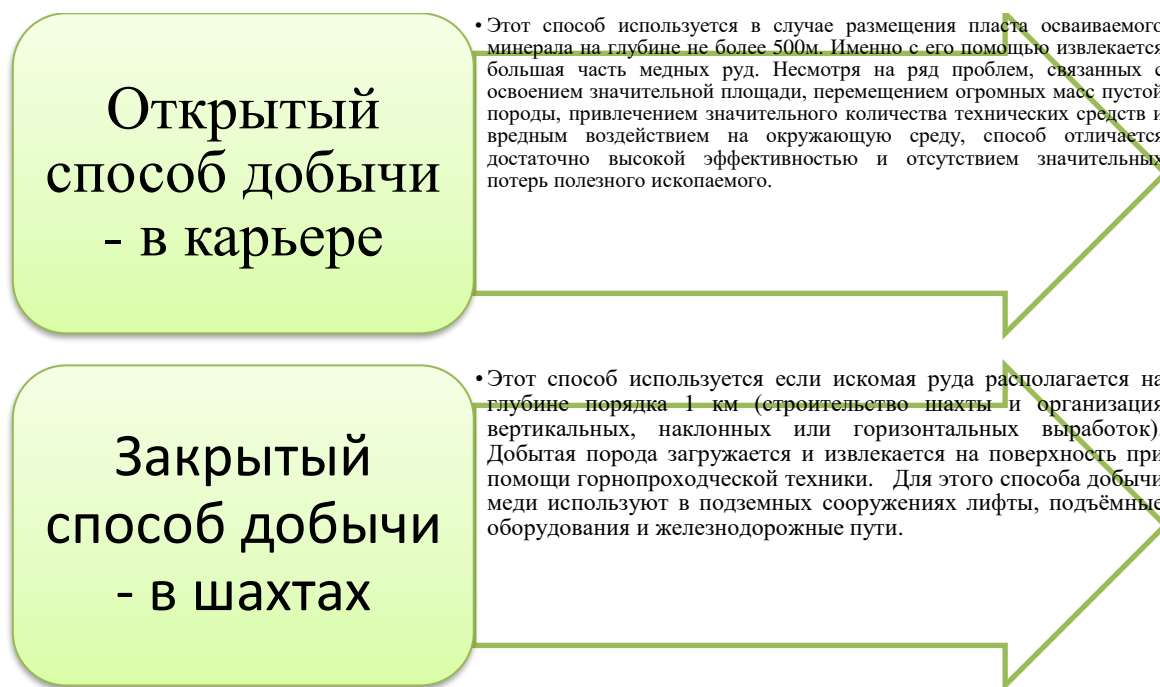 Открытый
способ добычи
- в карьере
• Этот способ используется в случае размещения пласта осваиваемого
минерала на глубине не более 500м. Именно с его помощью извлекается
большая часть медных руд. Несмотря на ряд проблем, связанных с
освоением значительной площади, перемещением огромных масс пустой
породы, привлечением значительного количества технических средств и
вредным воздействием на окружающую среду, способ отличается
достаточно высокой эффективностью и отсутствием значительных
потерь полезного ископаемого.
Закрытый
способ добычи
- в шахтах
• Этот способ используется если искомая руда располагается на
глубине порядка 1 км (строительство шахты и организация
вертикальных, наклонных или горизонтальных выработок).
Добытая порода загружается и извлекается на поверхность при
помощи горнопроходческой техники. Для этого способа добычи
меди используют в подземных сооружениях лифты, подъёмные
оборудования и железнодорожные пути.